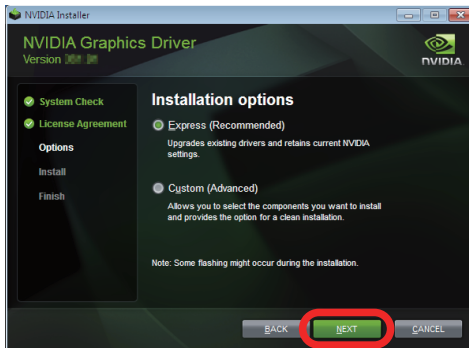 NVIDIA Installer
NVIDIA Graphics Driver
Version
NVIDIA.
System Check
License Agreement
Options
Install
Finish
Installation options
Express (Recommended)
Upgrades existing drivers and retains current NVIDIA
settings.
Custom (Advanced)
Allows you to select the components you want to install
and provides the option for a clean installation.
Note: Some flashing might occur during the installation.
BACK
NEXT
CANCEL